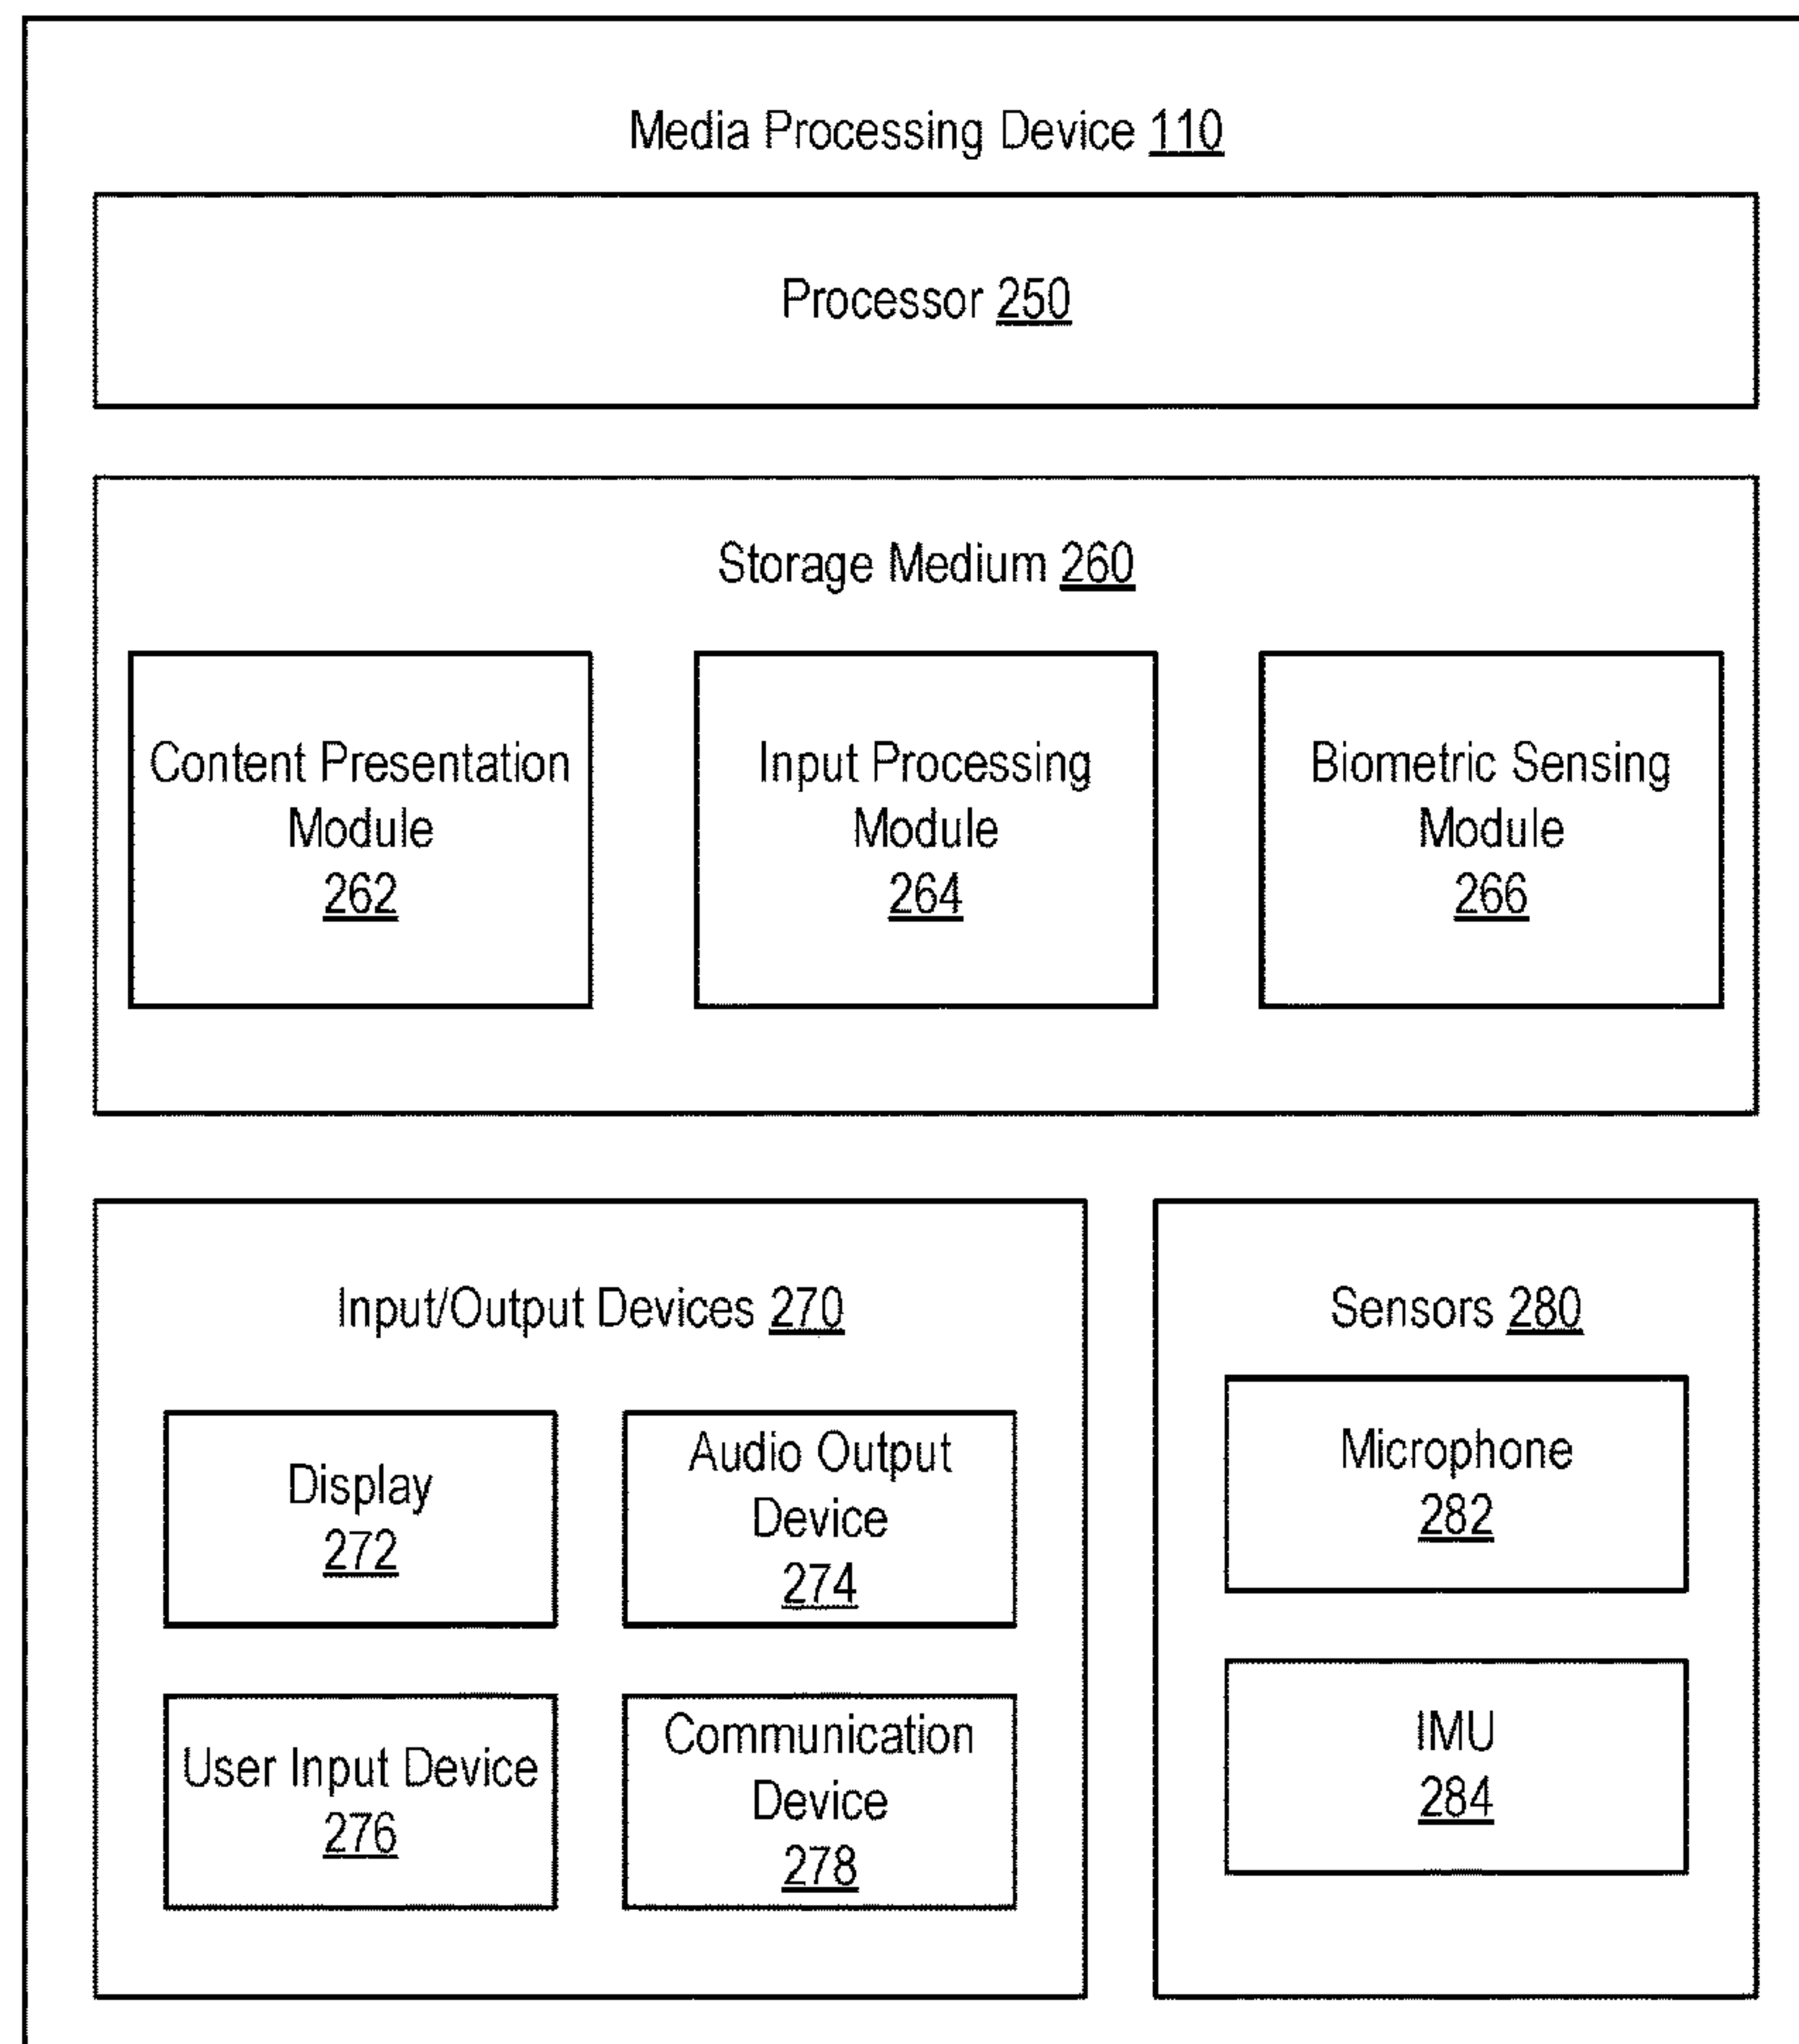 Media Processing Device 110
Processor 250
Storage Medium 260
Content Presentation
Module
262
Input Processing
Module
264
Biometric Sensing
Module
266
Input/Output Devices 270
Display
272
Audio Output
Device
274
User Input Device
276
Communication
Device
278
Sensors 280
Microphone
282
IMU
284